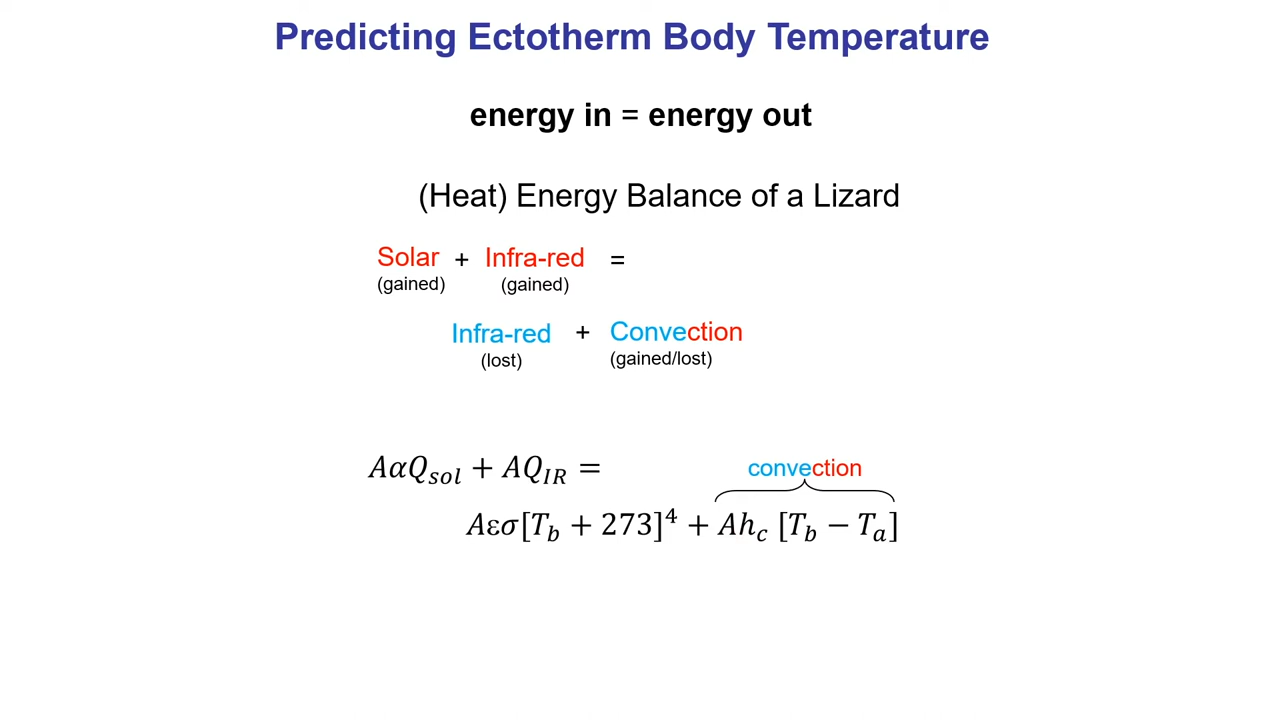 Predicting Ectotherm Body Temperature
energy in = energy out
(Heat) Energy Balance of a Lizard
Solar + Infra-red =
(gained) (gained)
Infra-red + Convection
(lost) (gained/lost)
AαQ_sol + AQ_IR =
convection
Aεσ[T_b + 273]^4 + Ah_c [T_b − T_a]